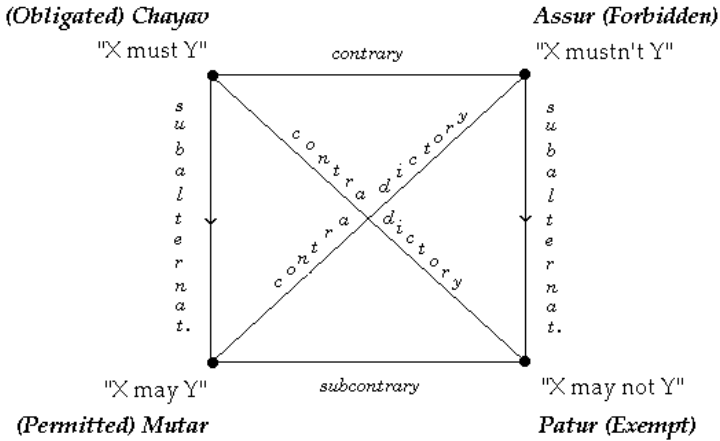 (Obligated) Chayav
Assur (Forbidden)
"X must Y"
contrary
"X mustn't Y"
subalternat.
contradictory
contradictory
subalternat.
"X may Y"
subcontrary
"X may not Y"
(Permitted) Mutar
Patur (Exempt)